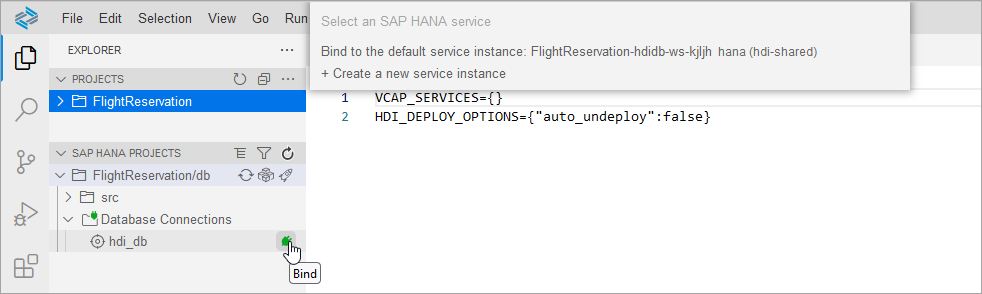 File Edit Selection View Go Run
Select an SAP HANA service
Bind to the default service instance: FlightReservation-hdidb-ws-kjljh hana (hdi-shared)
+ Create a new service instance
EXPLORER
PROJECTS
FlightReservation
SAP HANA PROJECTS
FlightReservation/db
src
Database Connections
hdi_db
Bind
1 VCAP_SERVICES={}
2 HDI_DEPLOY_OPTIONS={"auto_undeploy":false}